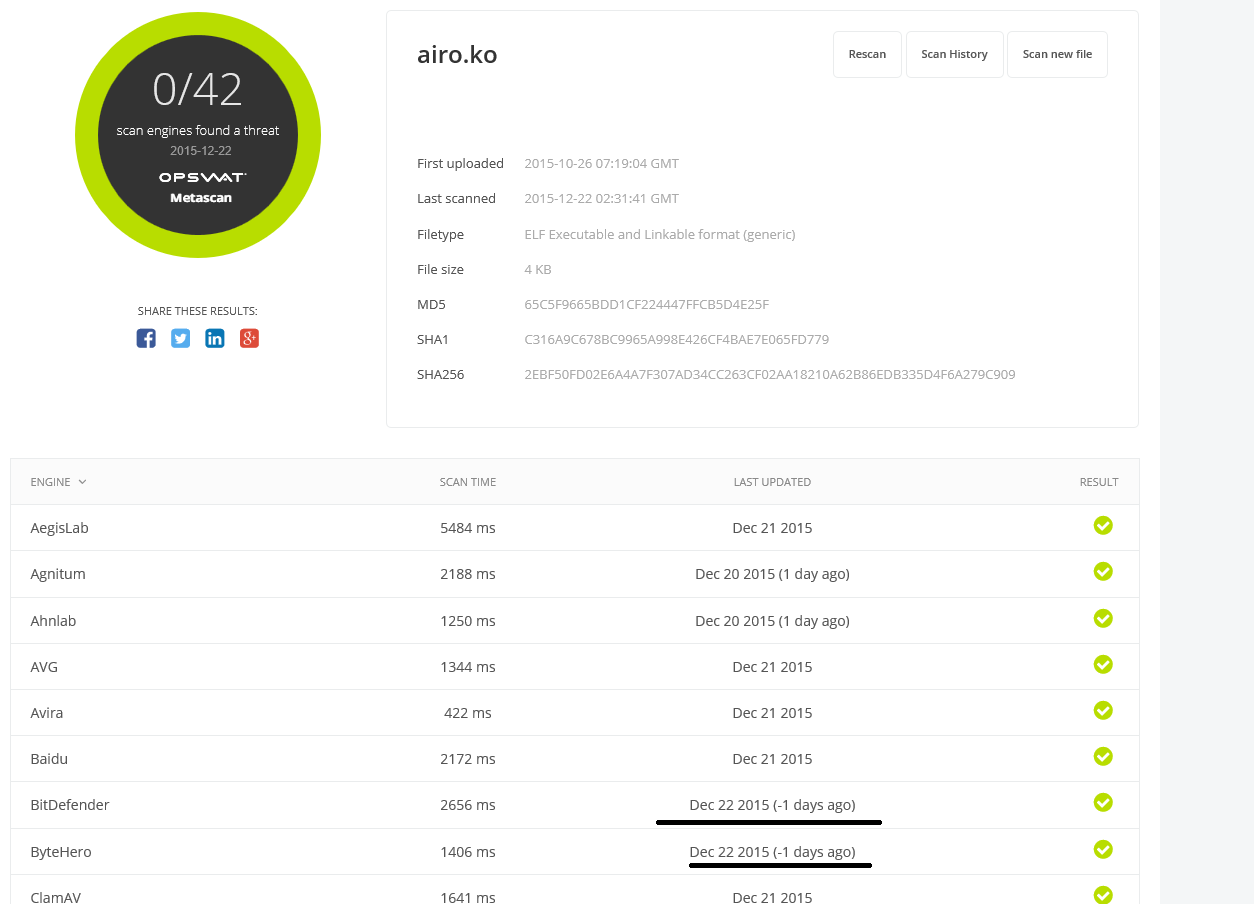 0/42
scan engines found a threat
2015-12-22
OPSWAT
Metascan
SHARE THESE RESULTS:
airo.ko
Rescan
Scan History
Scan new file
First uploaded 2015-10-26 07:19:04 GMT
Last scanned 2015-12-22 02:31:41 GMT
Filetype ELF Executable and Linkable format (generic)
File size 4 KB
MD5 65C5F9665BDD1CF224447FFCB5D4E25F
SHA1 C316A9C678BC9965A998E426CF4BAE7E065FD779
SHA256 2EBF50FD02E6A4A7F307AD34CC263CF02AA18210A62B86EDB335D4F6A279C909
ENGINE SCAN TIME LAST UPDATED RESULT
AegisLab 5484 ms Dec 21 2015
Agnitum 2188 ms Dec 20 2015 (1 day ago)
Ahnlab 1250 ms Dec 20 2015 (1 day ago)
AVG 1344 ms Dec 21 2015
Avira 422 ms Dec 21 2015
Baidu 2172 ms Dec 21 2015
BitDefender 2656 ms Dec 22 2015 (-1 days ago)
ByteHero 1406 ms Dec 22 2015 (-1 days ago)
ClamAV 1641 ms Dec 21 2015